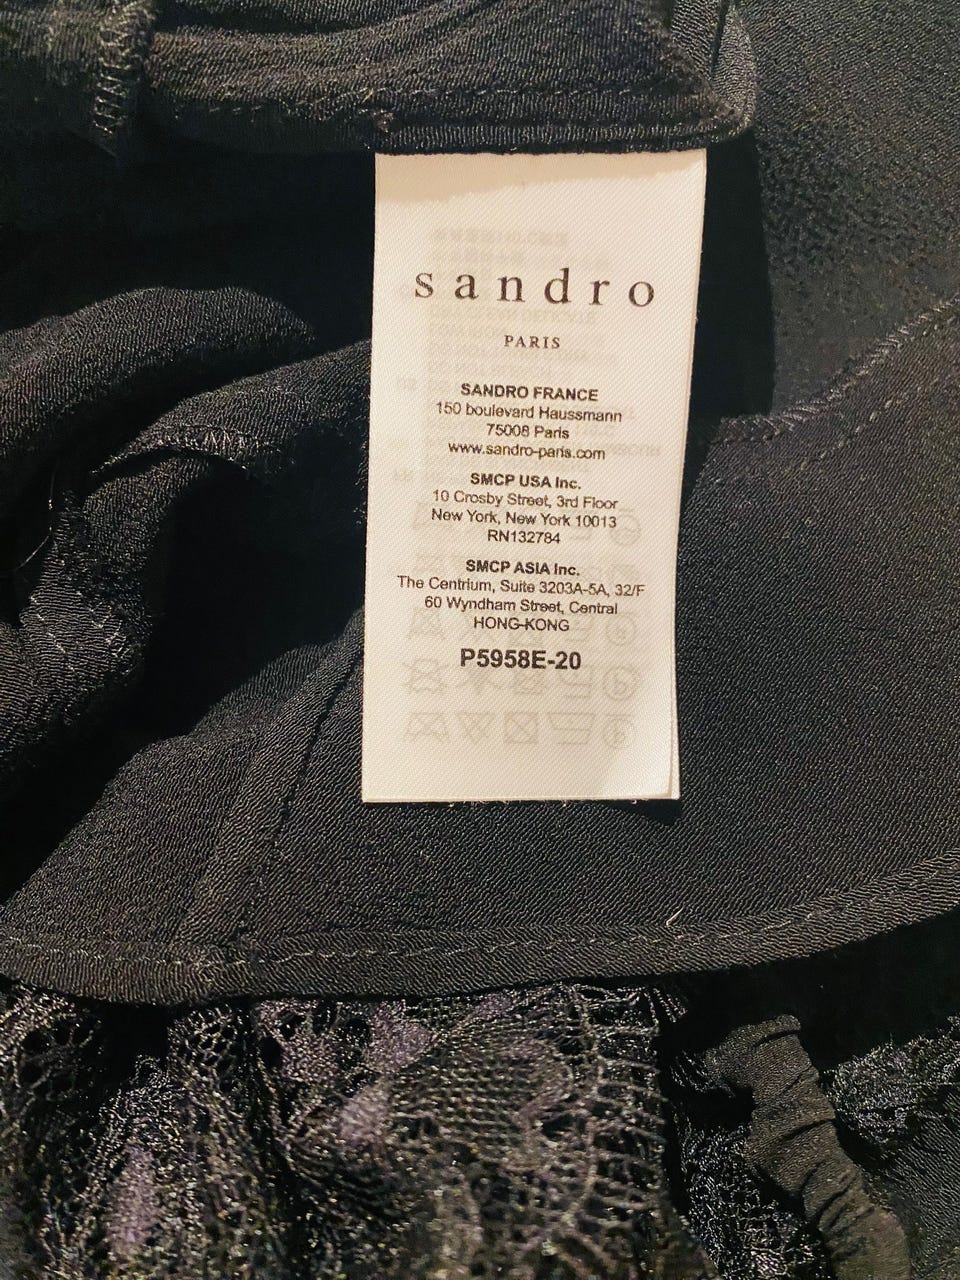 sandro
PARIS
SANDRO FRANCE
150 boulevard Haussmann
75008 Paris
www.sandro-paris.com
SMCP USA Inc.
10 Crosby Street, 3rd Floor
New York, New York 10013
RN132784
SMCP ASIA Inc.
The Centrium, Suite 3203A-5A, 32/F
60 Wyndham Street, Central
HONG-KONG
P5958E-20